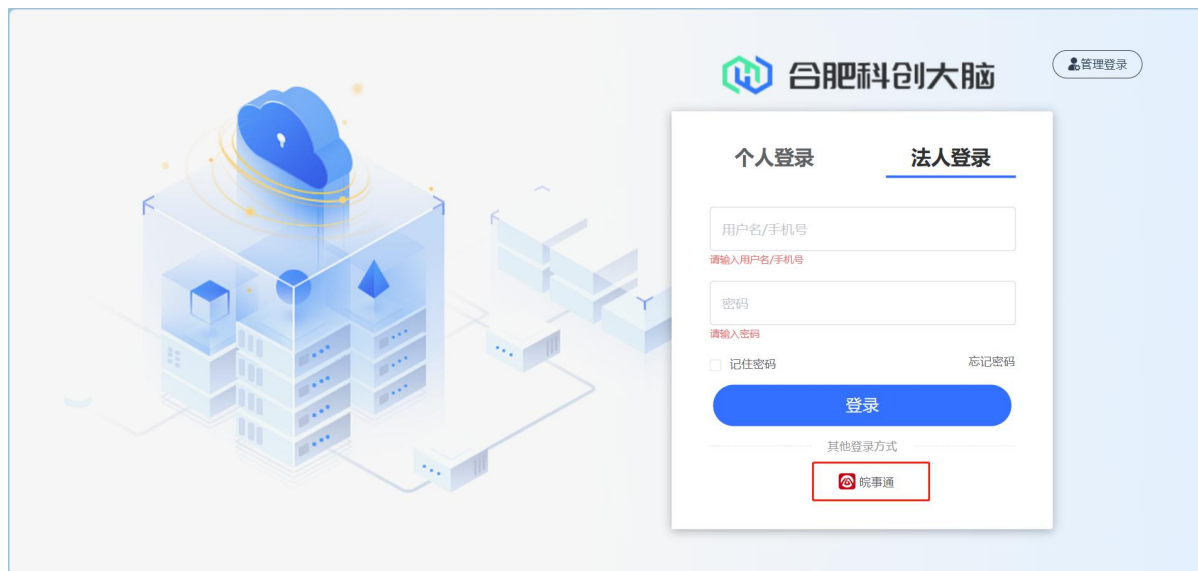 合肥科创大脑
管理登录
个人登录
法人登录
用户名/手机号
请输入用户名/手机号
密码
请输入密码
记住密码
忘记密码
登录
其他登录方式
皖事通